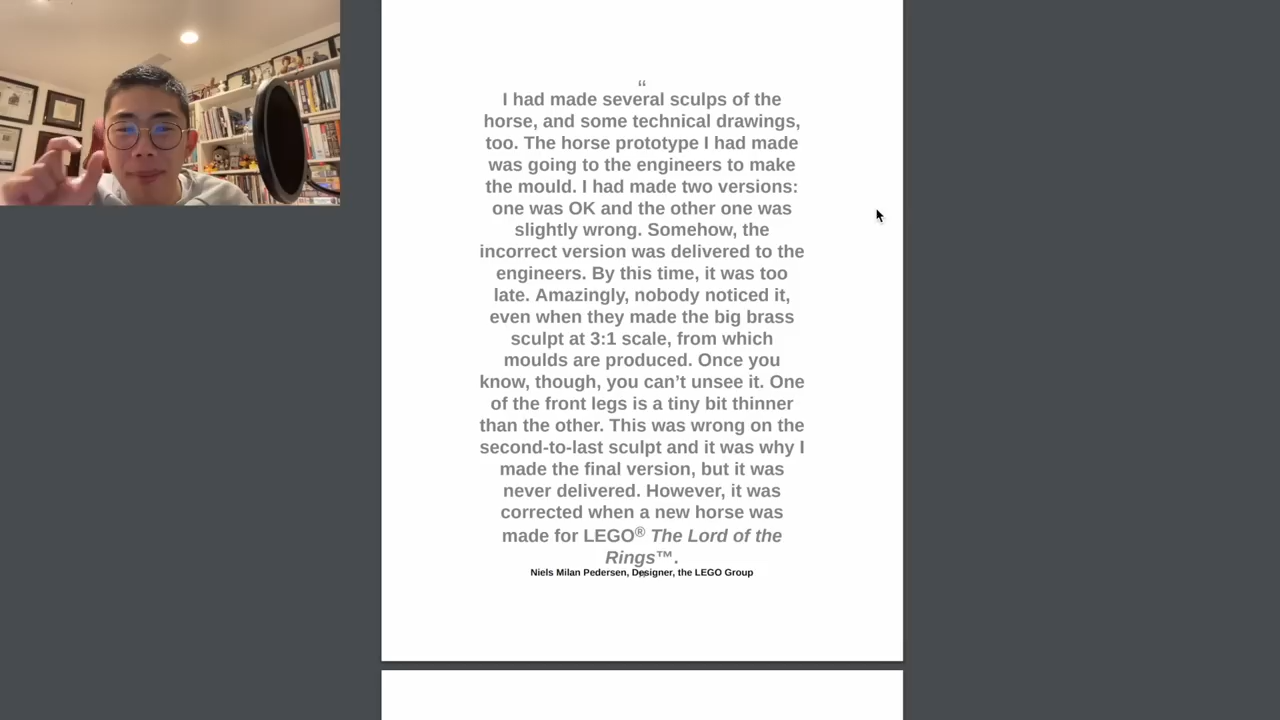 “
I had made several sculps of the
horse, and some technical drawings,
too. The horse prototype I had made
was going to the engineers to make
the mould. I had made two versions:
one was OK and the other one was
slightly wrong. Somehow, the
incorrect version was delivered to the
engineers. By this time, it was too
late. Amazingly, nobody noticed it,
even when they made the big brass
sculpt at 3:1 scale, from which
moulds are produced. Once you
know, though, you can’t unsee it. One
of the front legs is a tiny bit thinner
than the other. This was wrong on the
second-to-last sculpt and it was why I
made the final version, but it was
never delivered. However, it was
corrected when a new horse was
made for LEGO® The Lord of the
Rings™.
Niels Milan Pedersen, Designer, the LEGO Group